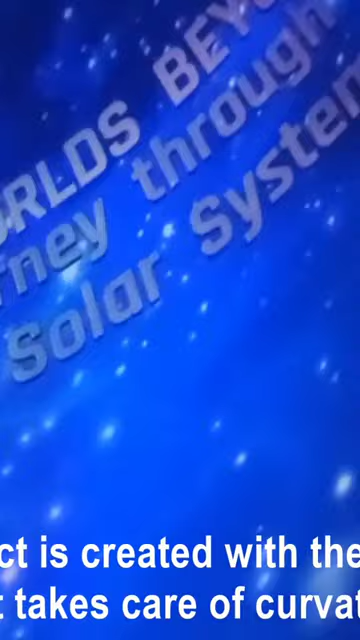 RLDS BEY
rney through
Solar System
ct is created with the
t takes care of curvat